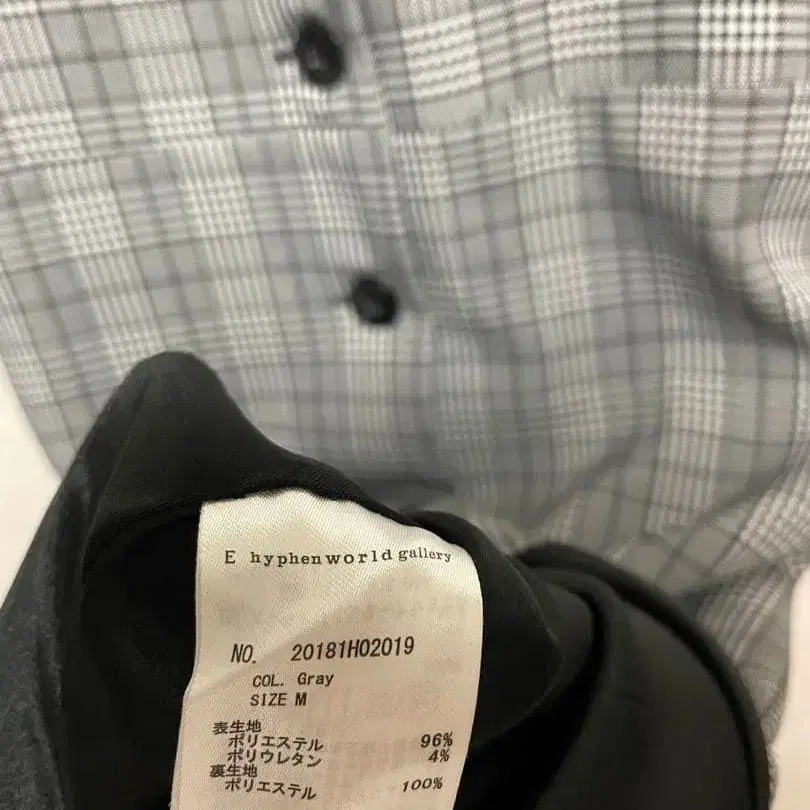 E hyphenworld gallery
NO. 20181H02019
COL. Gray
SIZE M
表生地
ポリエステル 96%
ポリウレタン 4%
裏生地
ポリエステル 100%